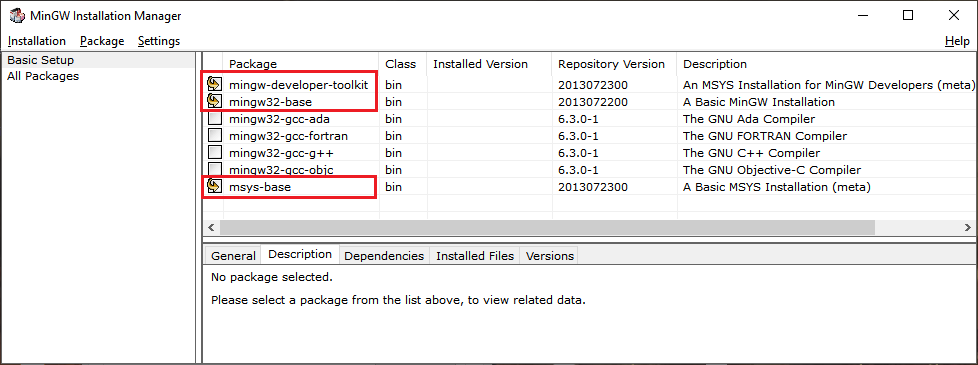 MinGW Installation Manager
Installation Package Settings Help
Basic Setup
All Packages
Package Class Installed Version Repository Version Description
mingw-developer-toolkit bin 2013072300 An MSYS Installation for MinGW Developers (meta)
mingw32-base bin 2013072200 A Basic MinGW Installation
mingw32-gcc-ada bin 6.3.0-1 The GNU Ada Compiler
mingw32-gcc-fortran bin 6.3.0-1 The GNU FORTRAN Compiler
mingw32-gcc-g++ bin 6.3.0-1 The GNU C++ Compiler
mingw32-gcc-objc bin 6.3.0-1 The GNU Objective-C Compiler
msys-base bin 2013072300 A Basic MSYS Installation (meta)
General Description Dependencies Installed Files Versions
No package selected.
Please select a package from the list above, to view related data.